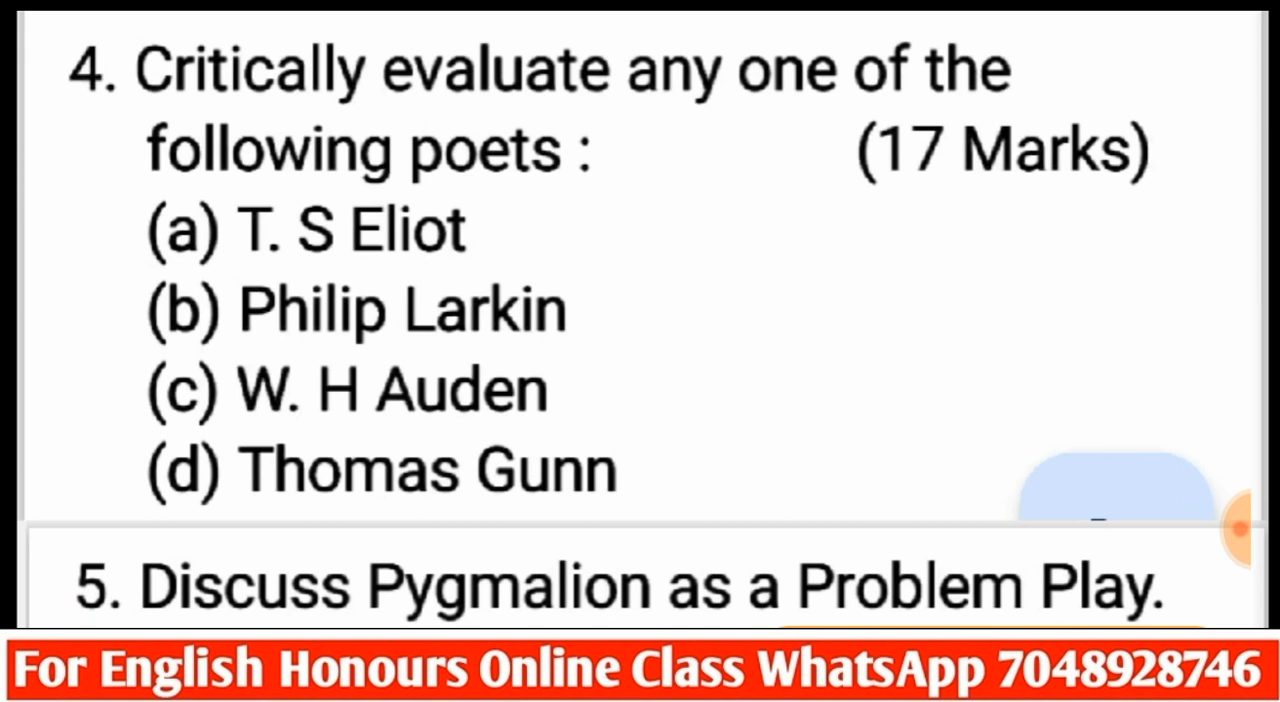 4. Critically evaluate any one of the
following poets : (17 Marks)
(a) T. S Eliot
(b) Philip Larkin
(c) W. H Auden
(d) Thomas Gunn
5. Discuss Pygmalion as a Problem Play.
For English Honours Online Class WhatsApp 7048928746